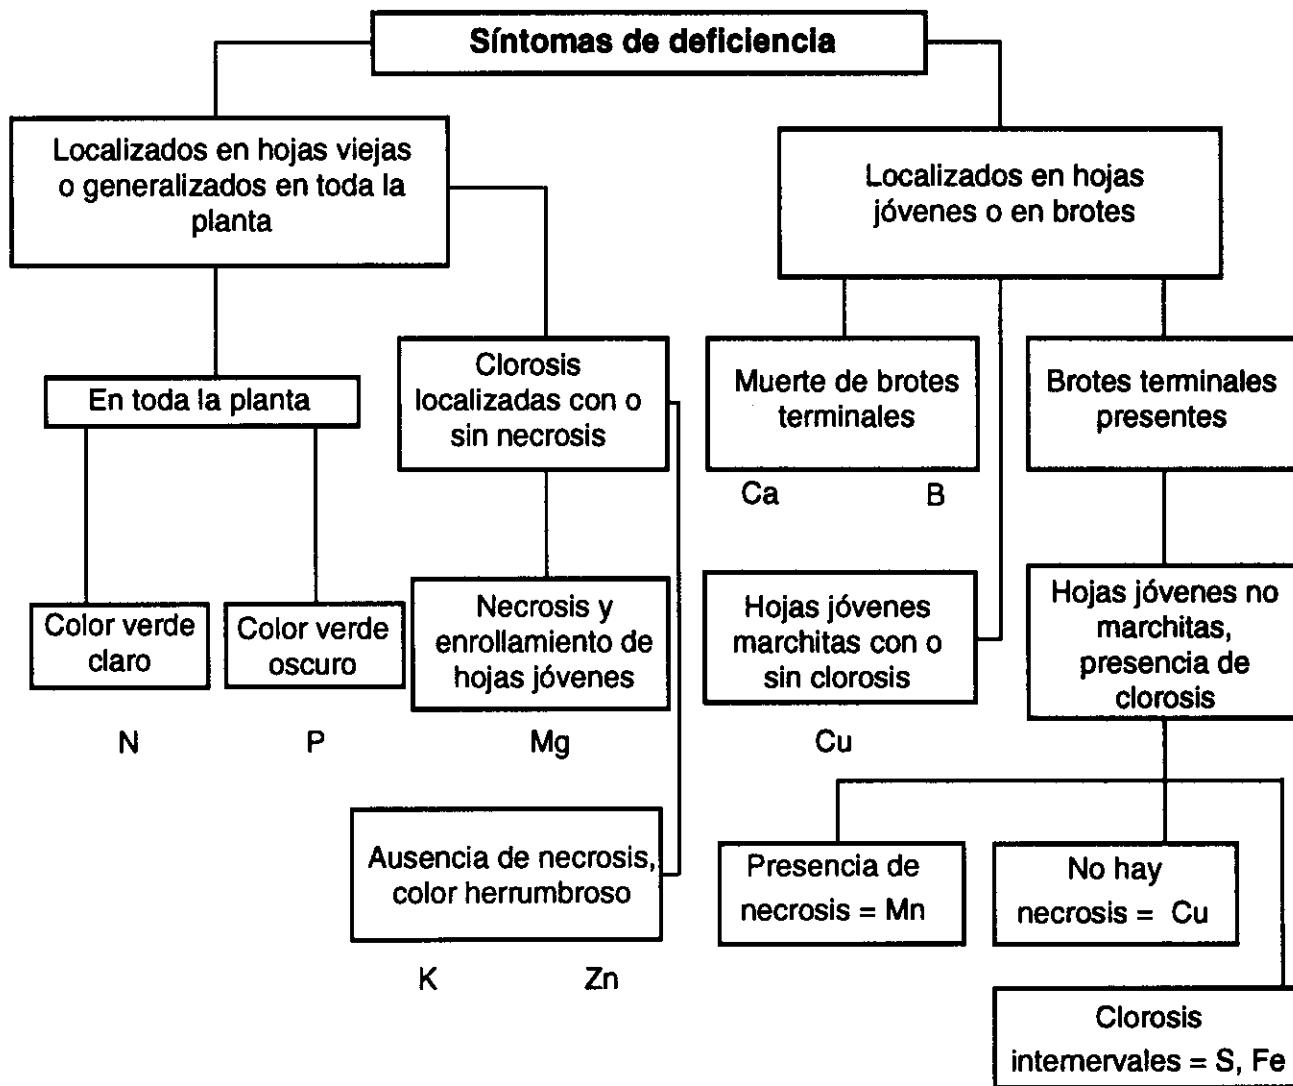 Síntomas de deficiencia
Localizados en hojas viejas
o generalizados en toda la
planta
Localizados en hojas
jóvenes o en brotes
En toda la planta
Clorosis
localizadas con o
sin necrosis
Muerte de brotes
terminales
Ca B
Brotes terminales
presentes
Color verde
claro
N
Color verde
oscuro
P
Necrosis y
enrollamiento de
hojas jóvenes
Mg
Hojas jóvenes
marchitas con o
sin clorosis
Cu
Hojas jóvenes no
marchitas,
presencia de
clorosis
Ausencia de necrosis,
color herrumbroso
K Zn
Presencia de
necrosis = Mn
No hay
necrosis = Cu
Clorosis
internervales = S, Fe